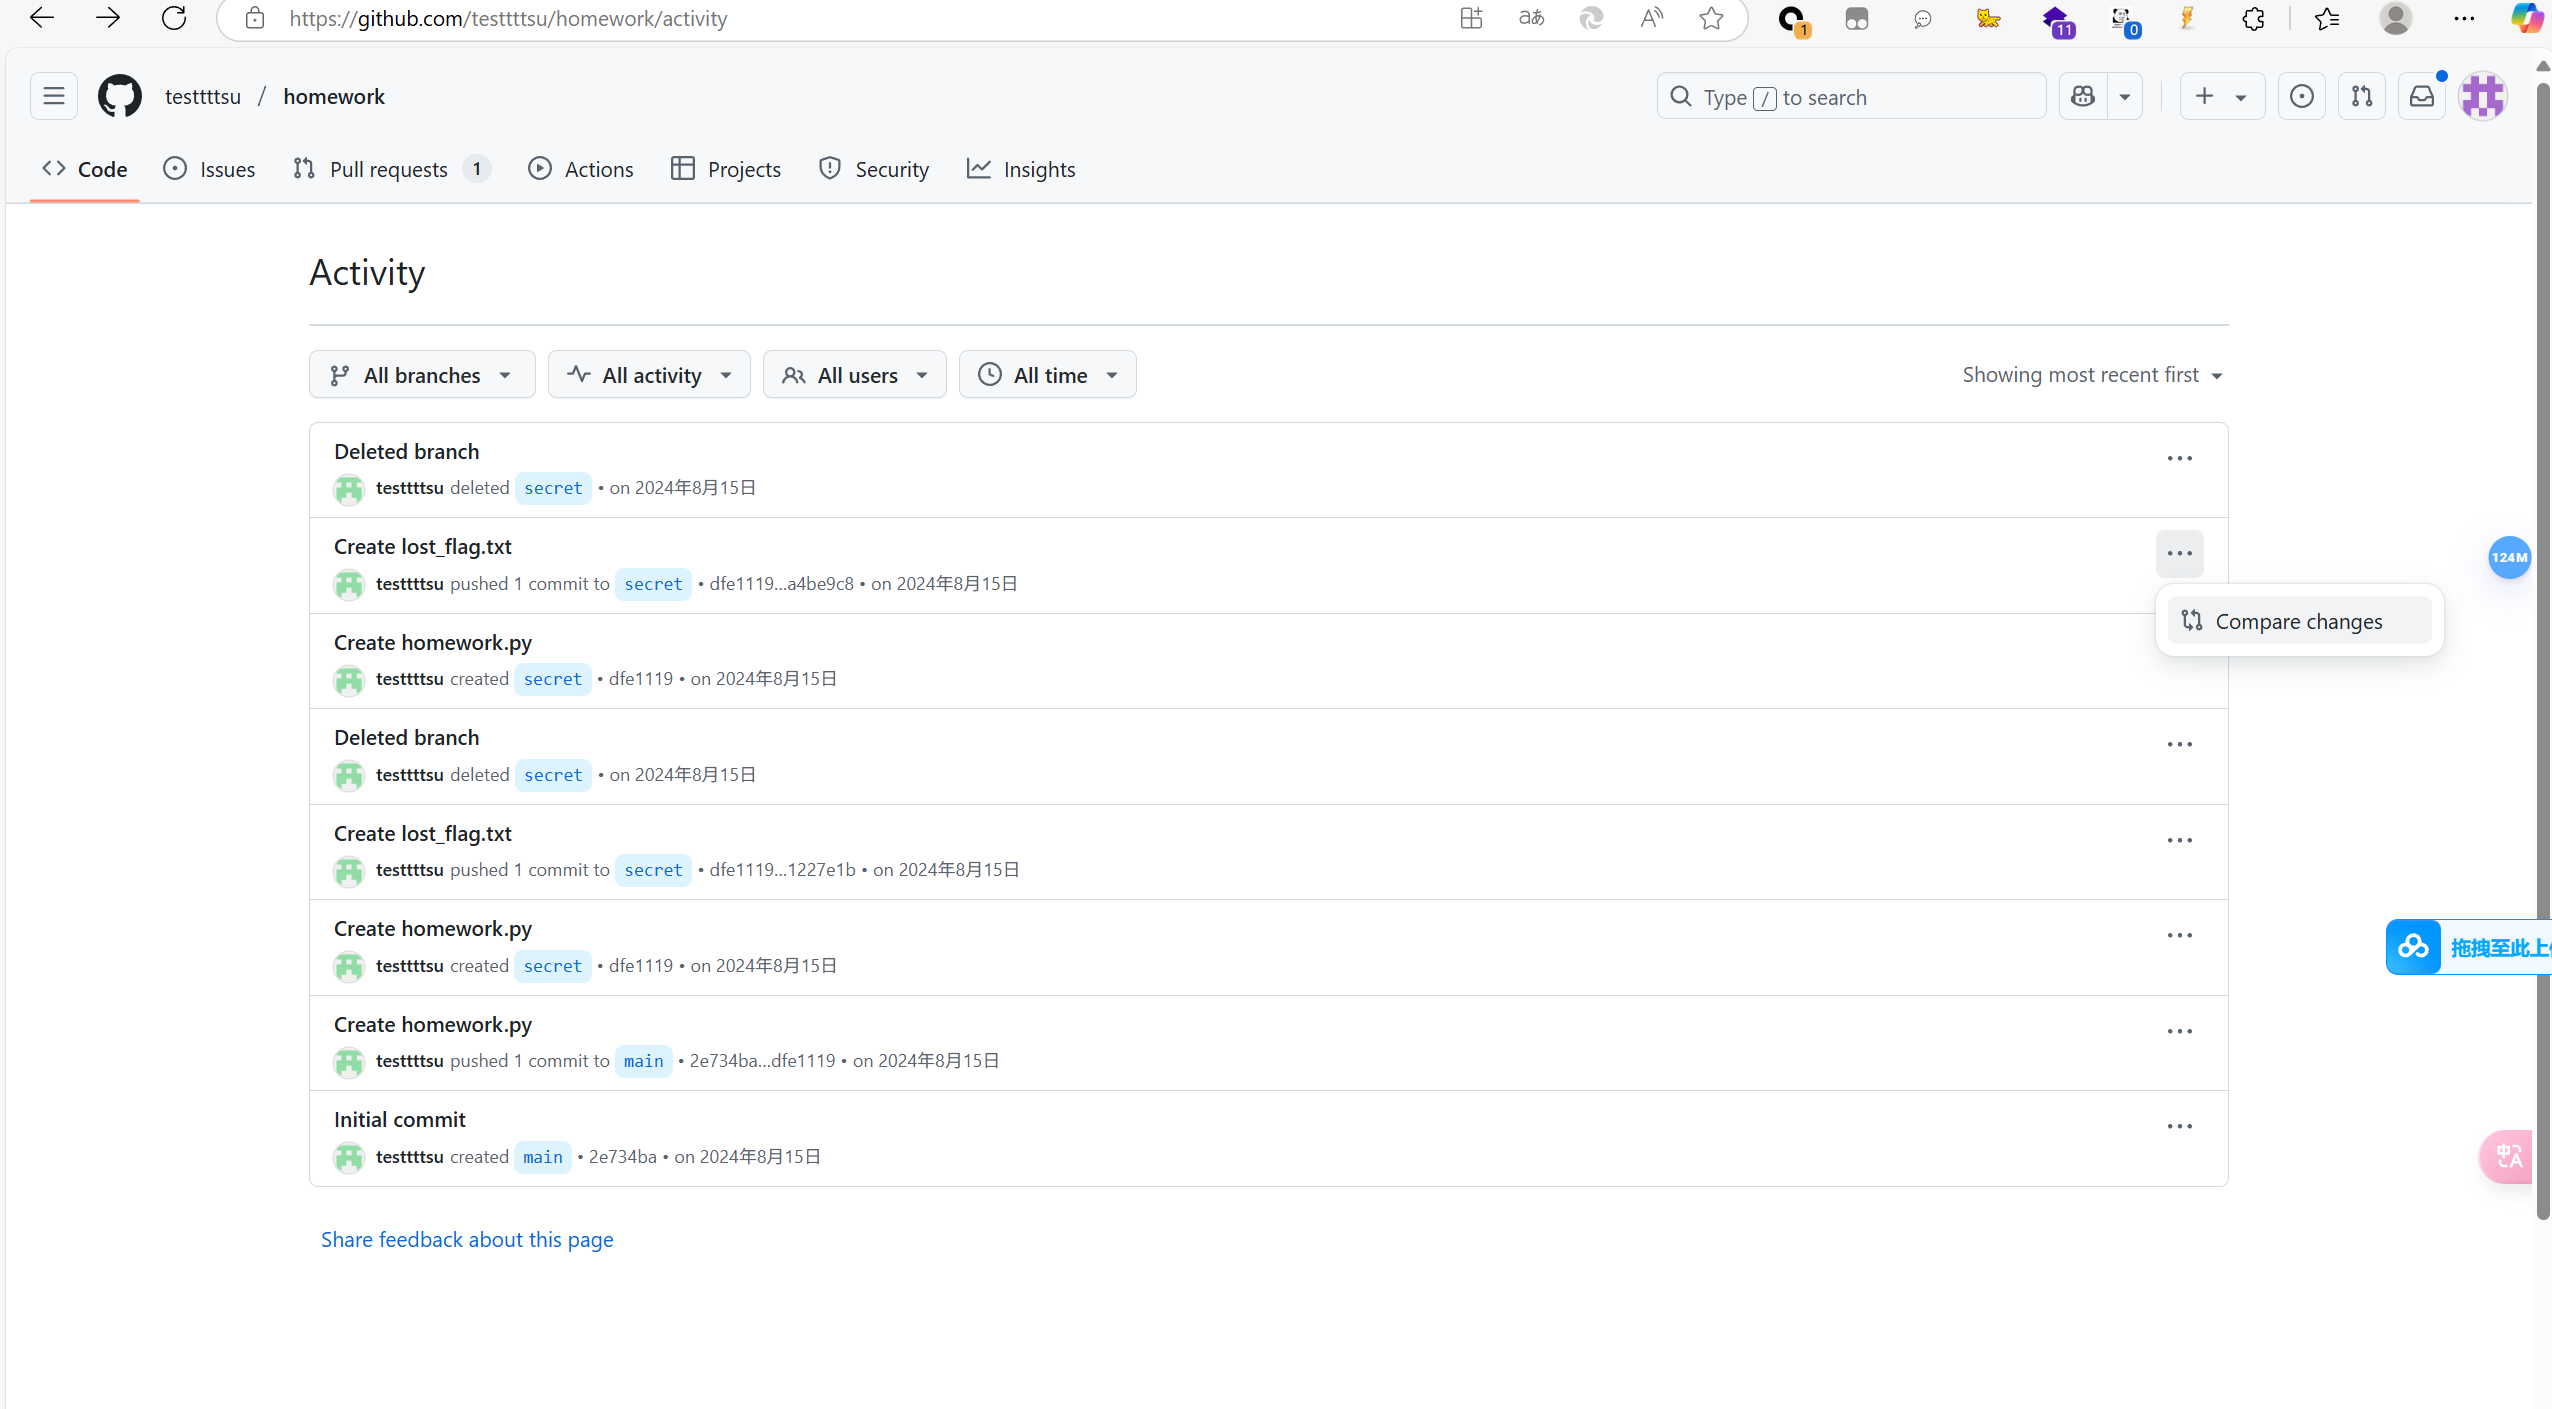 https://github.com/testtttsu/homework/activity
1
11
0
testtttsu / homework
Type / to search
Code
Issues
Pull requests 1
Actions
Projects
Security
Insights
Activity
All branches
All activity
All users
All time
Showing most recent first
Deleted branch
testtttsu deleted secret • on 2024年8月15日
Create lost_flag.txt
testtttsu pushed 1 commit to secret • dfe1119...a4be9c8 • on 2024年8月15日
124M
Compare changes
Create homework.py
testtttsu created secret • dfe1119 • on 2024年8月15日
Deleted branch
testtttsu deleted secret • on 2024年8月15日
Create lost_flag.txt
testtttsu pushed 1 commit to secret • dfe1119...1227e1b • on 2024年8月15日
Create homework.py
testtttsu created secret • dfe1119 • on 2024年8月15日
拖拽至此上
Create homework.py
testtttsu pushed 1 commit to main • 2e734ba...dfe1119 • on 2024年8月15日
Initial commit
testtttsu created main • 2e734ba • on 2024年8月15日
Share feedback about this page